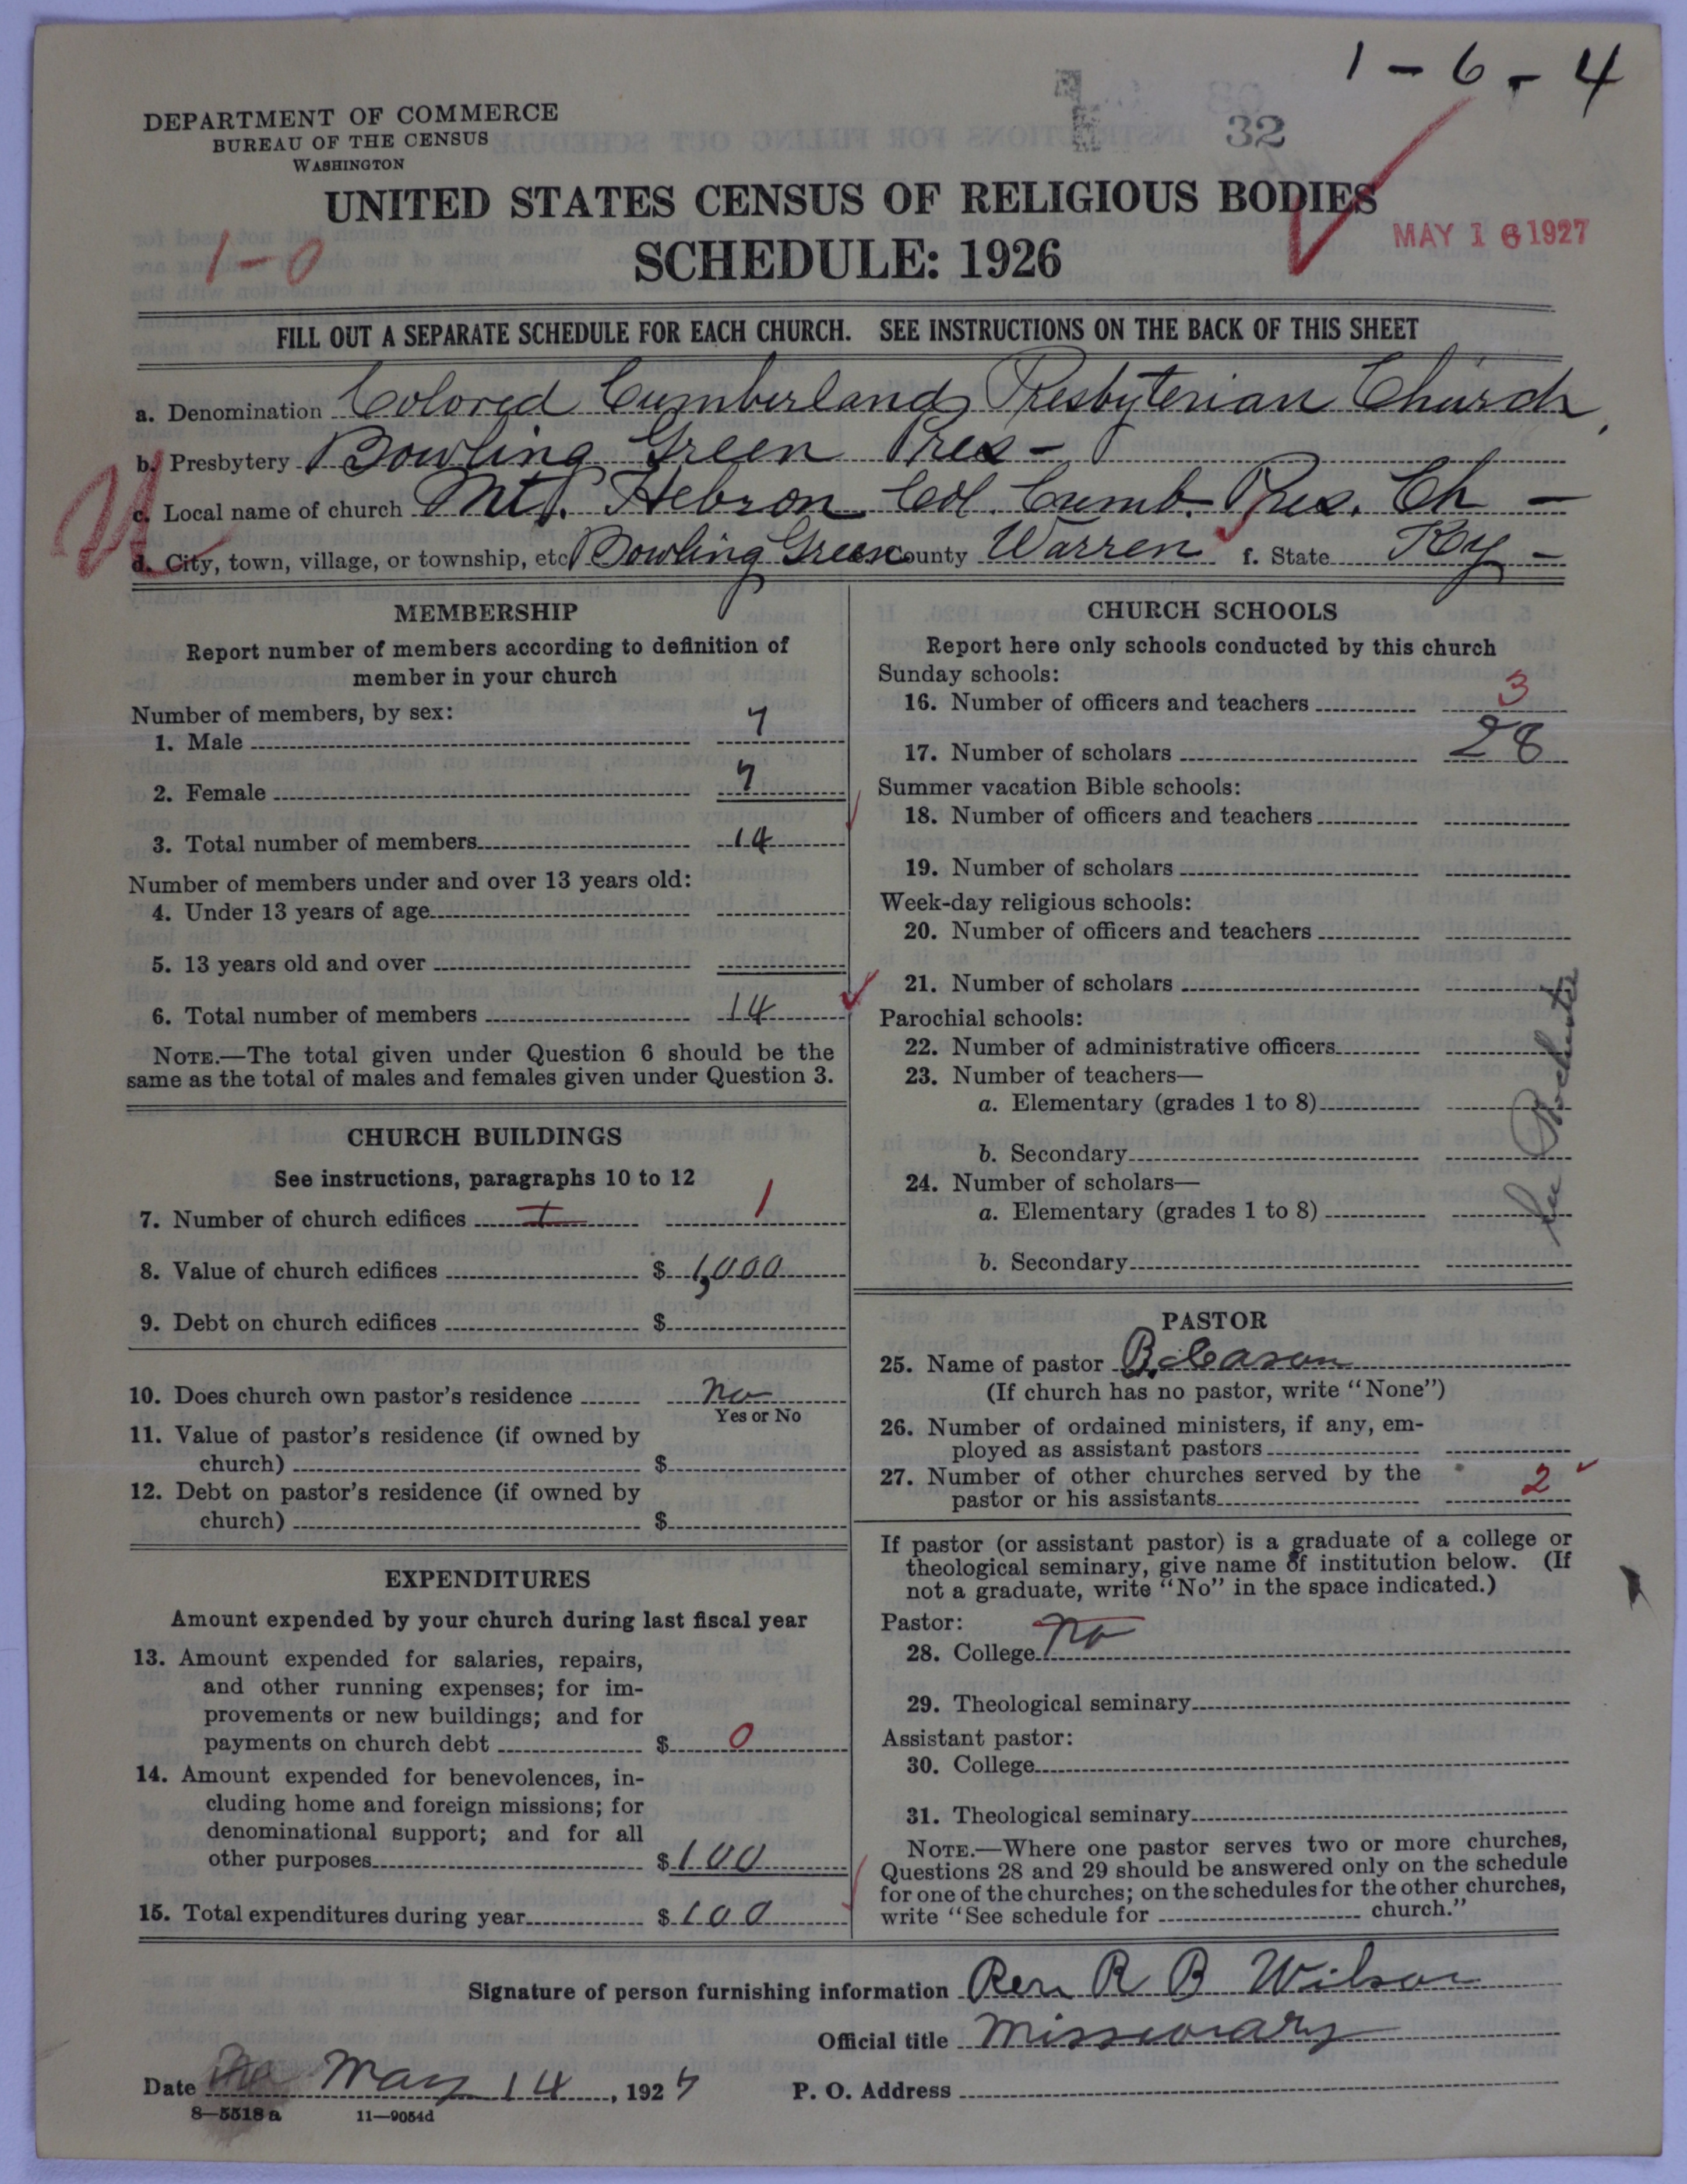 1-6-4
DEPARTMENT OF COMMERCE
BUREAU OF THE CENSUS
WASHINGTON
32
UNITED STATES CENSUS OF RELIGIOUS BODIES
SCHEDULE: 1926
1-0
MAY 16 1927
FILL OUT A SEPARATE SCHEDULE FOR EACH CHURCH. SEE INSTRUCTIONS ON THE BACK OF THIS SHEET
a. Denomination Colored Cumberland Presbyterian Church,
b. Presbytery Bowling Green Pres-
c. Local name of church Mt. Hebron Col. Cumb. Pres. Ch -
d. City, town, village, or township, etc Bowling Green County Warren f. State Ky -
MEMBERSHIP
Report number of members according to definition of
member in your church
Number of members, by sex:
1. Male 7
2. Female 7
3. Total number of members 14
Number of members under and over 13 years old:
4. Under 13 years of age
5. 13 years old and over
6. Total number of members 14
NOTE.—The total given under Question 6 should be the
same as the total of males and females given under Question 3.
CHURCH BUILDINGS
See instructions, paragraphs 10 to 12
7. Number of church edifices 1 1
8. Value of church edifices $ 1,000
9. Debt on church edifices $
10. Does church own pastor's residence no
Yes or No
11. Value of pastor's residence (if owned by
church) $
12. Debt on pastor's residence (if owned by
church) $
EXPENDITURES
Amount expended by your church during last fiscal year
13. Amount expended for salaries, repairs,
and other running expenses; for im-
provements or new buildings; and for
payments on church debt $ 0
14. Amount expended for benevolences, in-
cluding home and foreign missions; for
denominational support; and for all
other purposes $ 100
15. Total expenditures during year $ 100
CHURCH SCHOOLS
Report here only schools conducted by this church
Sunday schools:
16. Number of officers and teachers 3
17. Number of scholars 28
Summer vacation Bible schools:
18. Number of officers and teachers
19. Number of scholars
Week-day religious schools:
20. Number of officers and teachers
21. Number of scholars
Parochial schools:
22. Number of administrative officers
23. Number of teachers—
a. Elementary (grades 1 to 8)
b. Secondary
24. Number of scholars—
a. Elementary (grades 1 to 8)
b. Secondary
PASTOR
25. Name of pastor B. Cason
(If church has no pastor, write "None")
26. Number of ordained ministers, if any, em-
ployed as assistant pastors
27. Number of other churches served by the
pastor or his assistants 2
If pastor (or assistant pastor) is a graduate of a college or
theological seminary, give name of institution below. (If
not a graduate, write "No" in the space indicated.)
Pastor:
28. College no
29. Theological seminary
Assistant pastor:
30. College
31. Theological seminary
NOTE.—Where one pastor serves two or more churches,
Questions 28 and 29 should be answered only on the schedule
for one of the churches; on the schedules for the other churches,
write "See schedule for church."
Signature of person furnishing information Rev R B Wilson
Official title Missionary
Date May 14, 1927 P. O. Address
8—5518 a 11—9054d